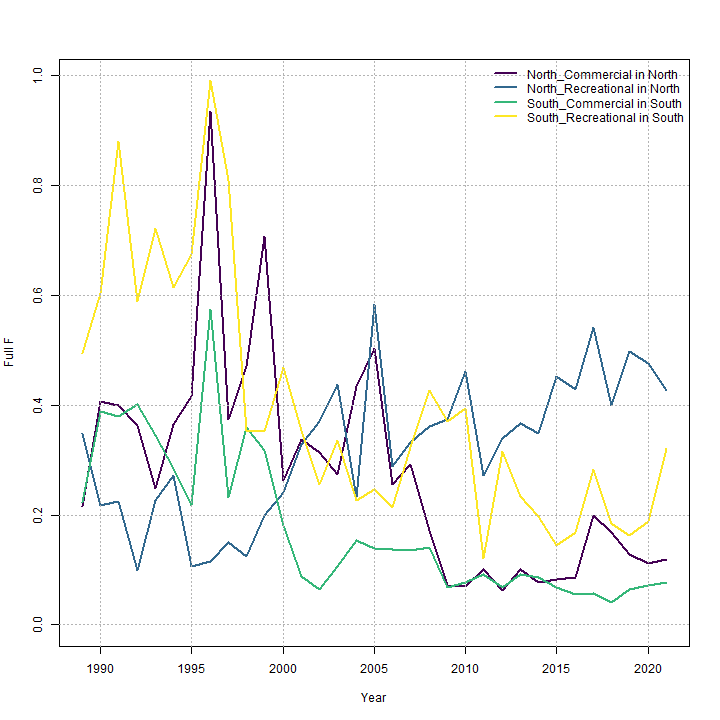 North_Commercial in North
North_Recreational in North
South_Commercial in South
South_Recreational in South
Full F
1.0
0.8
0.6
0.4
0.2
0.0
1990 1995 2000 2005 2010 2015 2020
Year